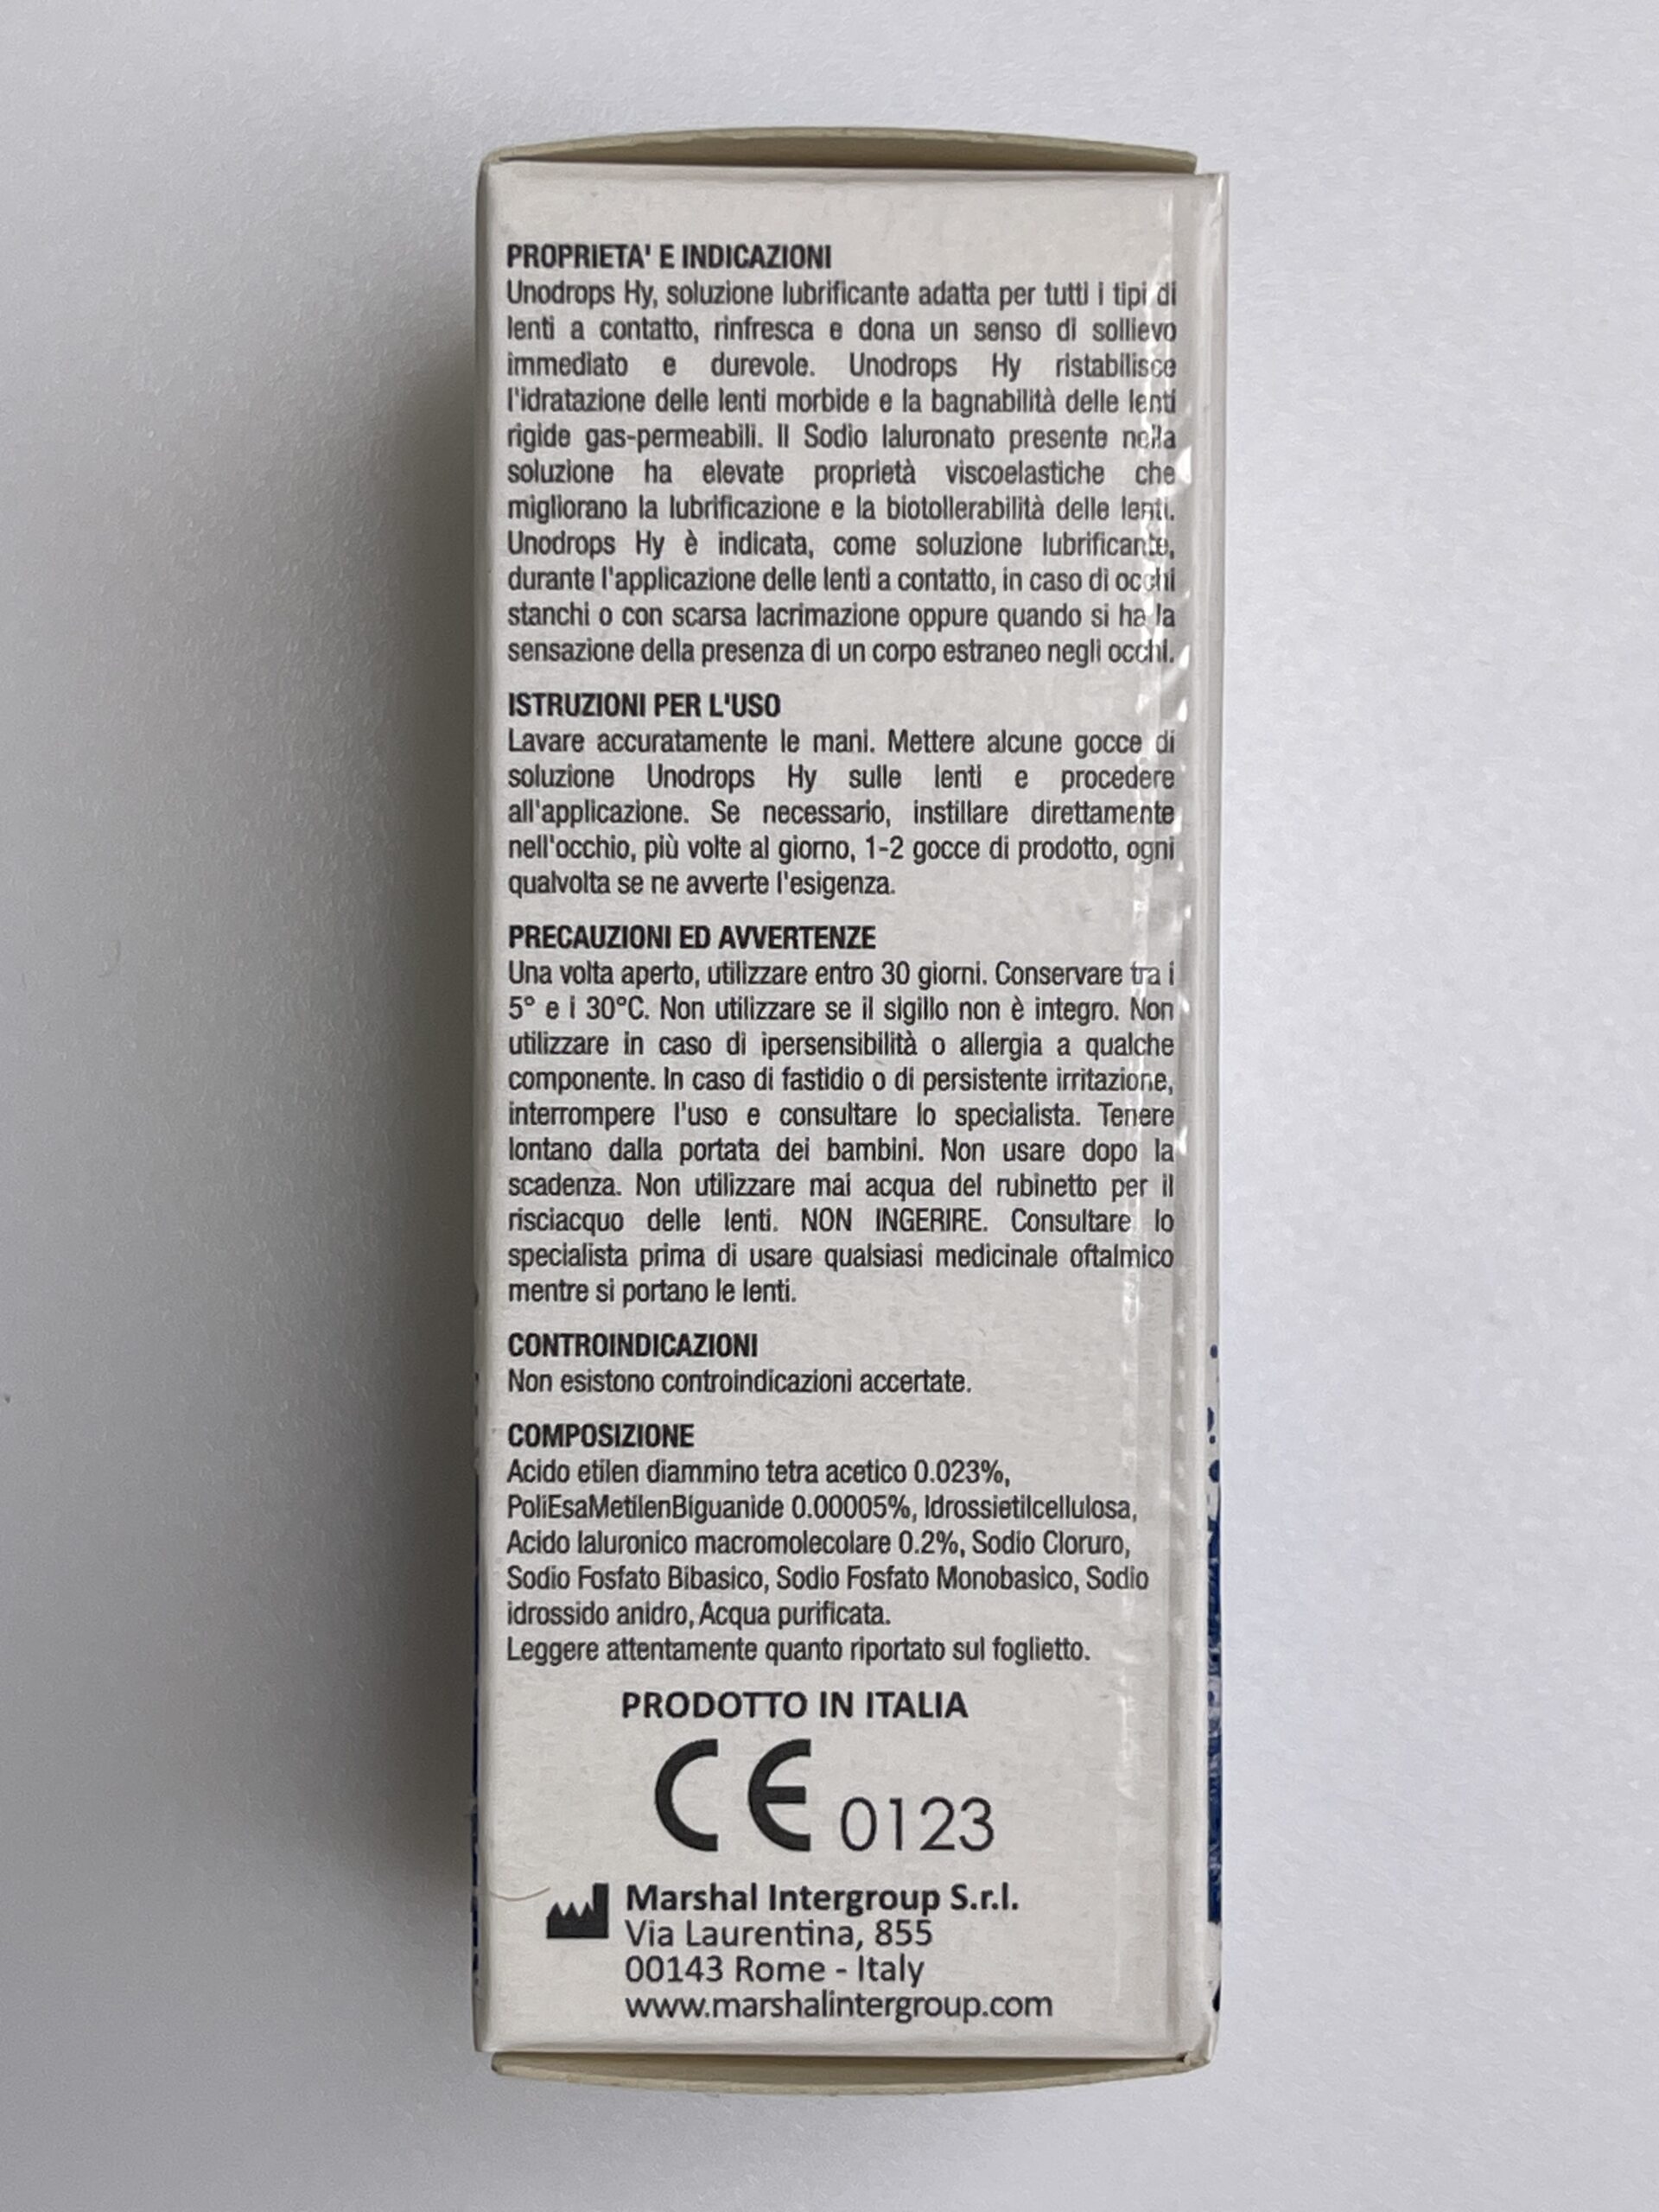 PROPRIETA' E INDICAZIONI
Unodrops Hy, soluzione lubrificante adatta per tutti i tipi di
lenti a contatto, rinfresca e dona un senso di sollievo
immediato e durevole. Unodrops Hy ristabilisce
l'idratazione delle lenti morbide e la bagnabilità delle lenti
rigide gas-permeabili. Il Sodio Ialuronato presente nella
soluzione ha elevate proprietà viscoelastiche che
migliorano la lubrificazione e la biotollerabilità delle lenti.
Unodrops Hy è indicata, come soluzione lubrificante,
durante l'applicazione delle lenti a contatto, in caso di occhi
stanchi o con scarsa lacrimazione oppure quando si ha la
sensazione della presenza di un corpo estraneo negli occhi.
ISTRUZIONI PER L'USO
Lavare accuratamente le mani. Mettere alcune gocce di
soluzione Unodrops Hy sulle lenti e procedere
all'applicazione. Se necessario, instillare direttamente
nell'occhio, più volte al giorno, 1-2 gocce di prodotto, ogni
qualvolta se ne avverte l'esigenza.
PRECAUZIONI ED AVVERTENZE
Una volta aperto, utilizzare entro 30 giorni. Conservare tra i
5° e i 30°C. Non utilizzare se il sigillo non è integro. Non
utilizzare in caso di ipersensibilità o allergia a qualche
componente. In caso di fastidio o di persistente irritazione,
interrompere l'uso e consultare lo specialista. Tenere
lontano dalla portata dei bambini. Non usare dopo la
scadenza. Non utilizzare mai acqua del rubinetto per il
risciacquo delle lenti. NON INGERIRE. Consultare lo
specialista prima di usare qualsiasi medicinale oftalmico
mentre si portano le lenti.
CONTROINDICAZIONI
Non esistono controindicazioni accertate.
COMPOSIZIONE
Acido etilen diammino tetra acetico 0.023%,
PoliEsaMetilenBiguanide 0.00005%, Idrossietilcellulosa,
Acido Ialuronico macromolecolare 0.2%, Sodio Cloruro,
Sodio Fosfato Bibasico, Sodio Fosfato Monobasico, Sodio
idrossido anidro, Acqua purificata.
Leggere attentamente quanto riportato sul foglietto.
PRODOTTO IN ITALIA
CE 0123
Marshal Intergroup S.r.l.
Via Laurentina, 855
00143 Rome - Italy
www.marshalintergroup.com